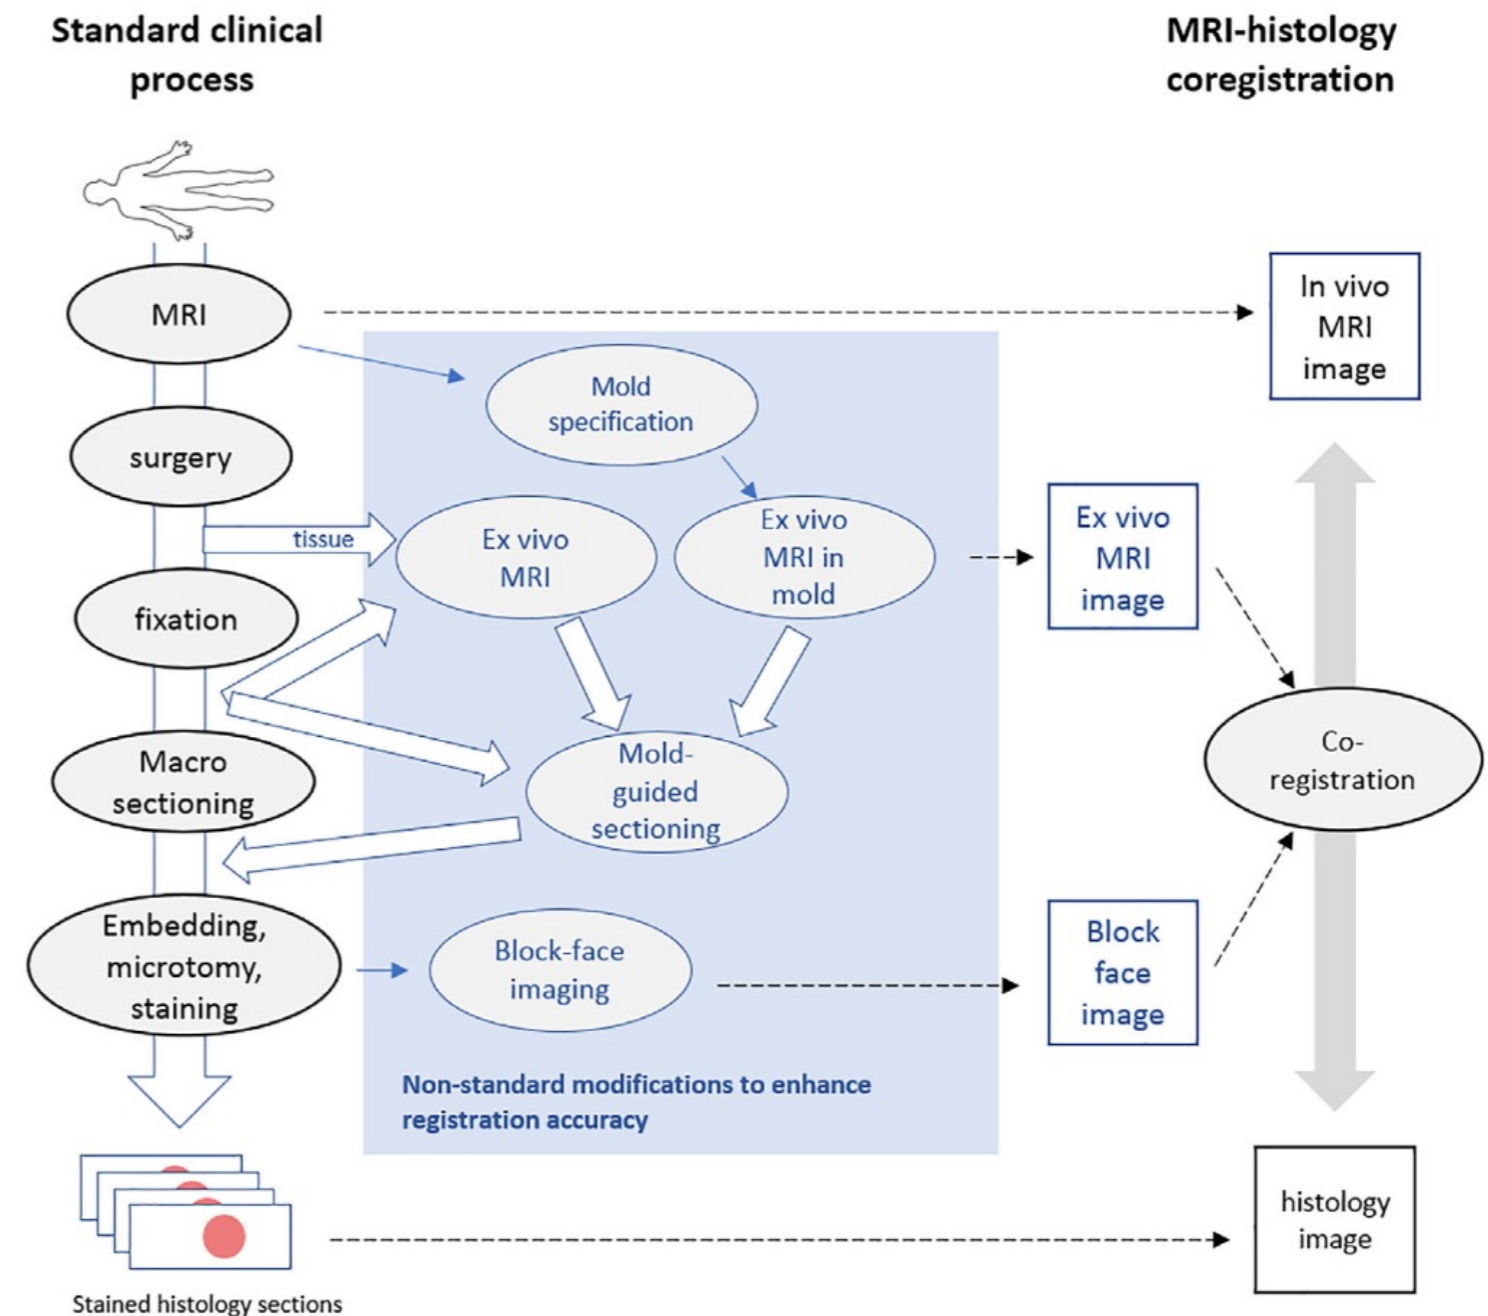 Standard clinical
process
MRI-histology
coregistration
MRI
In vivo
MRI
image
Mold
specification
surgery
tissue
Ex vivo
MRI
Ex vivo
MRI in
mold
Ex vivo
MRI
image
fixation
Macro
sectioning
Mold-
guided
sectioning
Co-
registration
Embedding,
microtomy,
staining
Block-face
imaging
Block
face
image
Non-standard modifications to enhance
registration accuracy
histology
image
Stained histology sections